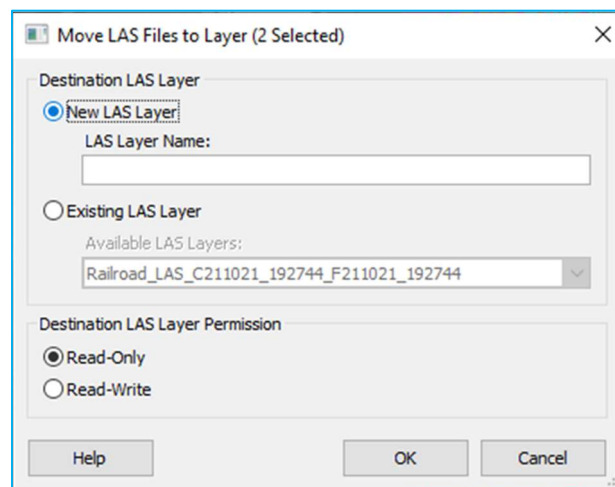 Move LAS Files to Layer (2 Selected)
Destination LAS Layer
New LAS Layer
LAS Layer Name:
Existing LAS Layer
Available LAS Layers:
Railroad_LAS_C211021_192744_F211021_192744
Destination LAS Layer Permission
Read-Only
Read-Write
Help OK Cancel